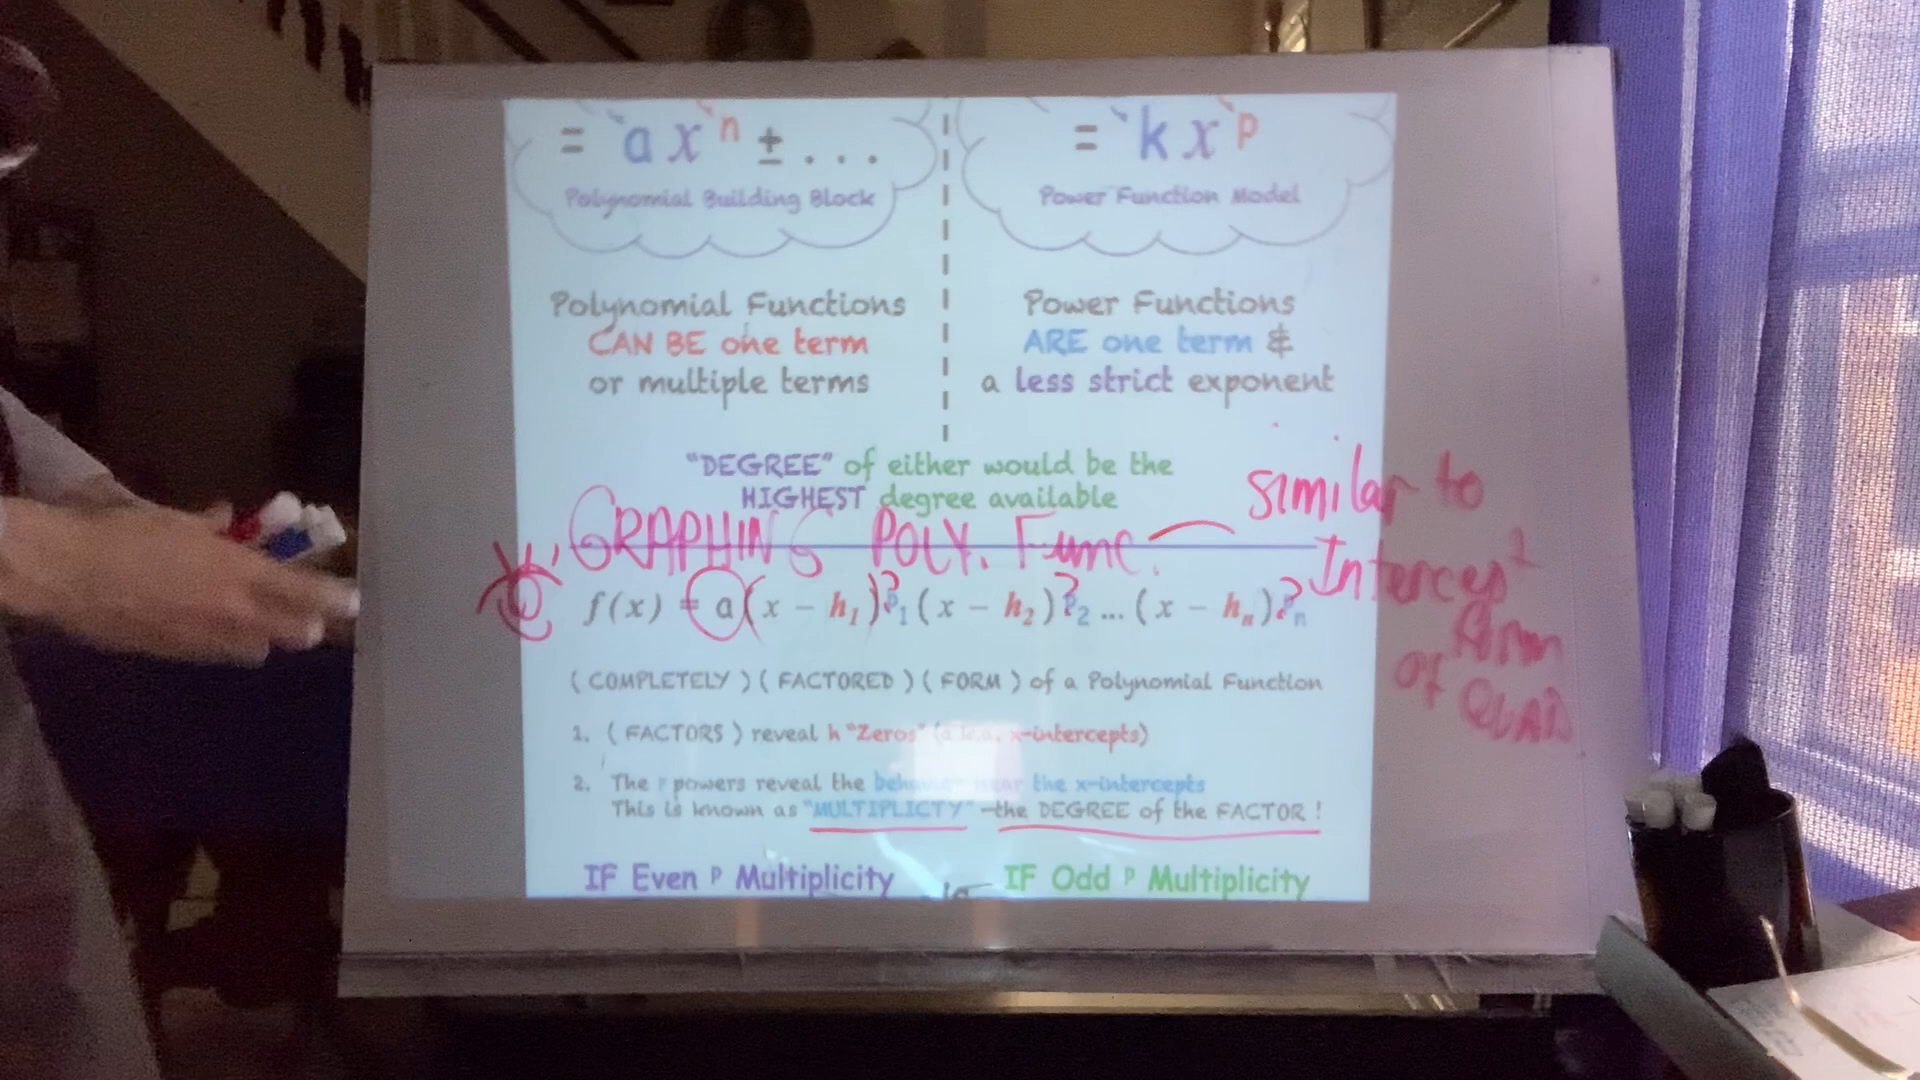 = a x n ± . . .
Polynomial Building Block
= k x p
Power Function Model
Polynomial Functions
CAN BE one term
or multiple terms
Power Functions
ARE one term &
a less strict exponent
"DEGREE" of either would be the
HIGHEST degree available
GRAPHING POLY. Func.
similar to
Intercept
Form
of QUAD
f(x) = a(x − h₁)ᵖ₁ (x − h₂)ᵖ₂ ... (x − hₙ)ᵖₙ
( COMPLETELY ) ( FACTORED ) ( FORM ) of a Polynomial Function
1. ( FACTORS ) reveal h "Zeros" (a.k.a. x-intercepts)
2. The P powers reveal the behavior near the x-intercepts
This is known as "MULTIPLICTY" -the DEGREE of the FACTOR !
IF Even P Multiplicity
IF Odd P Multiplicity